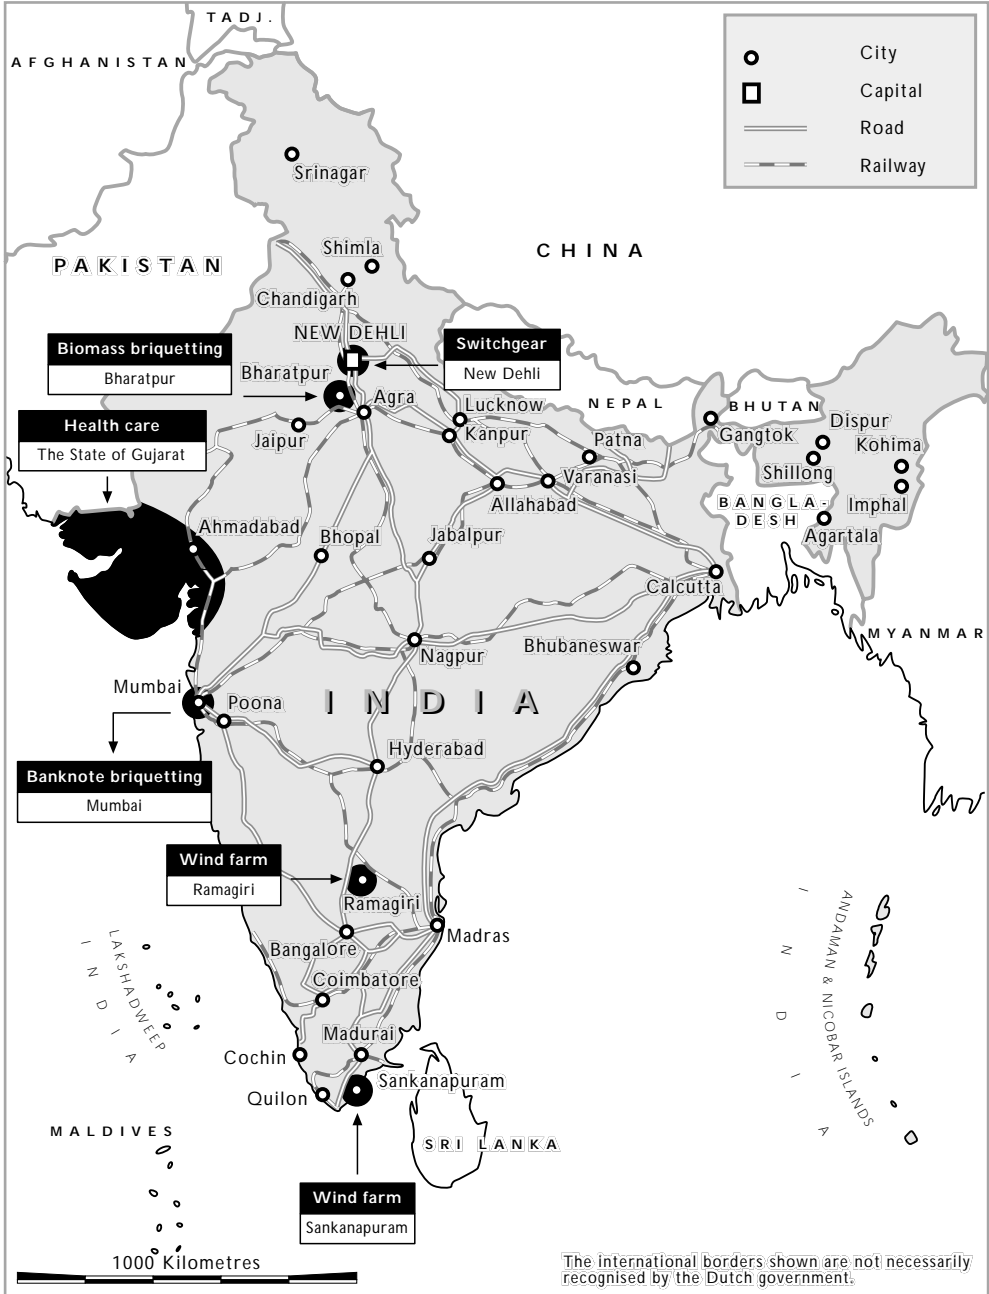 TADJ.
AFGHANISTAN
City
Capital
Road
Railway
Srinagar
CHINA
PAKISTAN
Shimla
Chandigarh
NEW DEHLI
Biomass briquetting
Bharatpur
Switchgear
New Dehli
Bharatpur
Agra
Lucknow
NEPAL
BHUTAN
Health care
The State of Gujarat
Jaipur
Kanpur
Patna
Gangtok
Dispur
Kohima
Shillong
Varanasi
Allahabad
BANGLA-
DESH
Imphal
Agartala
Ahmadabad
Bhopal
Jabalpur
Calcutta
MYANMAR
Nagpur
Bhubaneswar
Mumbai
Poona
INDIA
Hyderabad
Banknote briquetting
Mumbai
Wind farm
Ramagiri
Ramagiri
Bangalore
Madras
LAKSHADWEEP
INDIA
ANDAMAN & NICOBAR ISLANDS
INDIA
Coimbatore
Madurai
Cochin
Sankanapuram
Quilon
MALDIVES
SRI LANKA
Wind farm
Sankanapuram
1000 Kilometres
The international borders shown are not necessarily
recognised by the Dutch government.